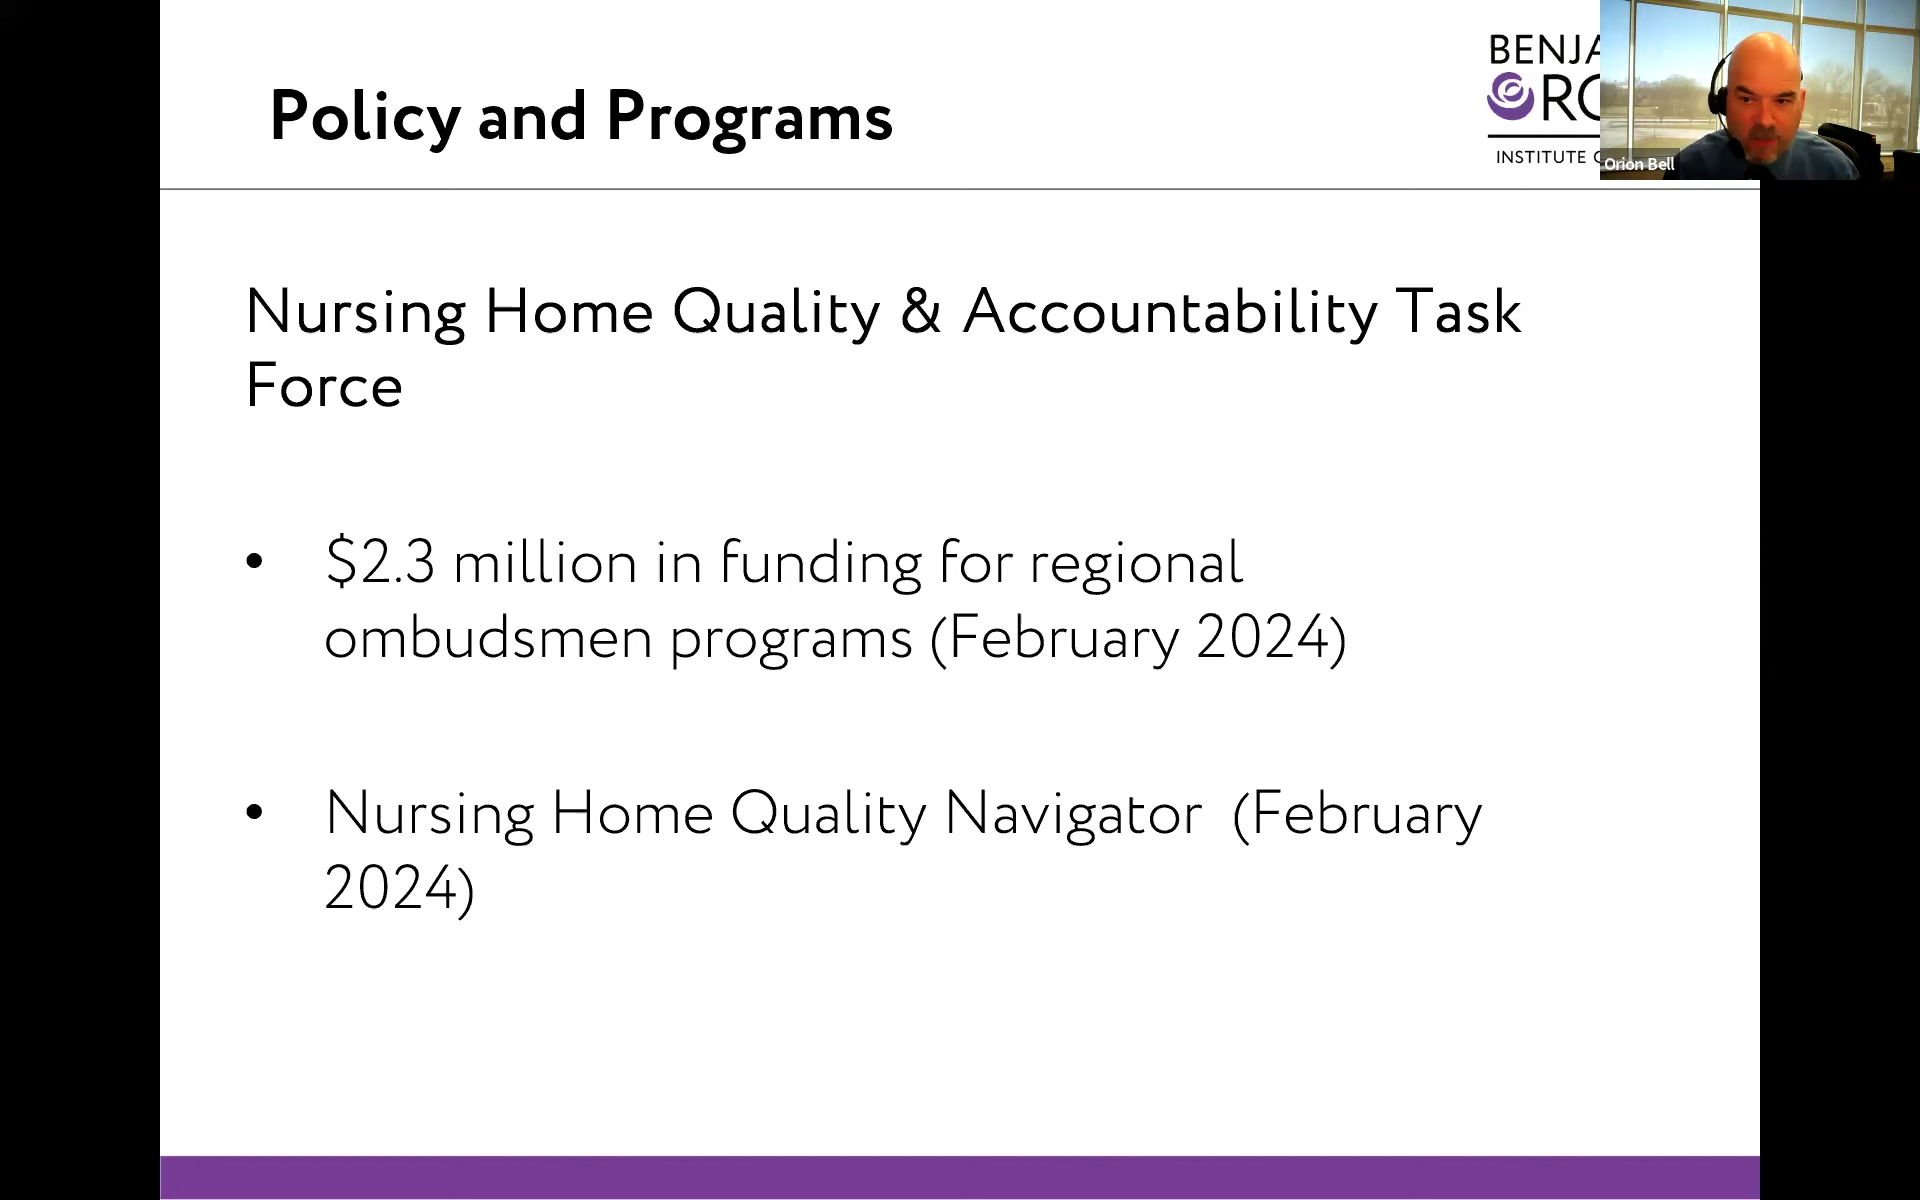 Policy and Programs
BENJA
RO
INSTITUTE
Orion Bell
Nursing Home Quality & Accountability Task
Force
• $2.3 million in funding for regional
ombudsmen programs (February 2024)
• Nursing Home Quality Navigator (February
2024)